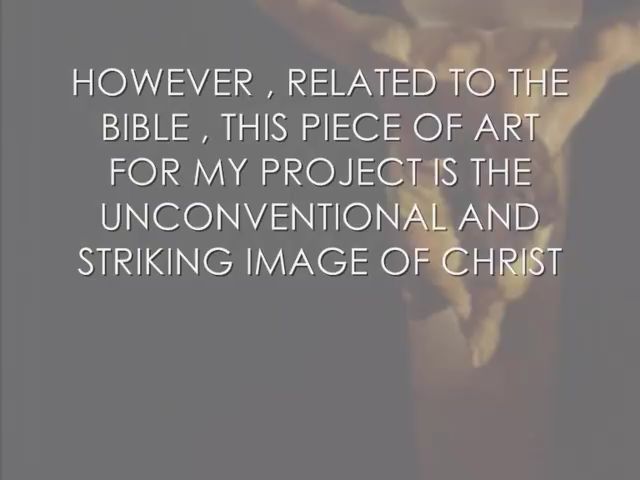 HOWEVER , RELATED TO THE
BIBLE , THIS PIECE OF ART
FOR MY PROJECT IS THE
UNCONVENTIONAL AND
STRIKING IMAGE OF CHRIST